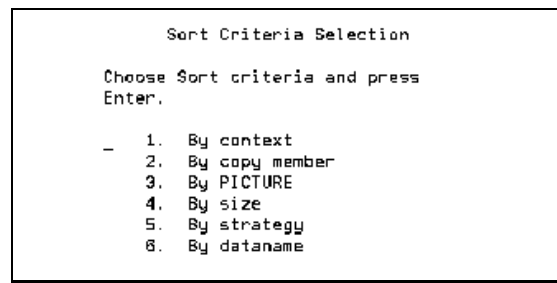 Sort Criteria Selection
Choose Sort criteria and press
Enter.
_ 1. By context
2. By copy member
3. By PICTURE
4. By size
5. By strategy
6. By dataname